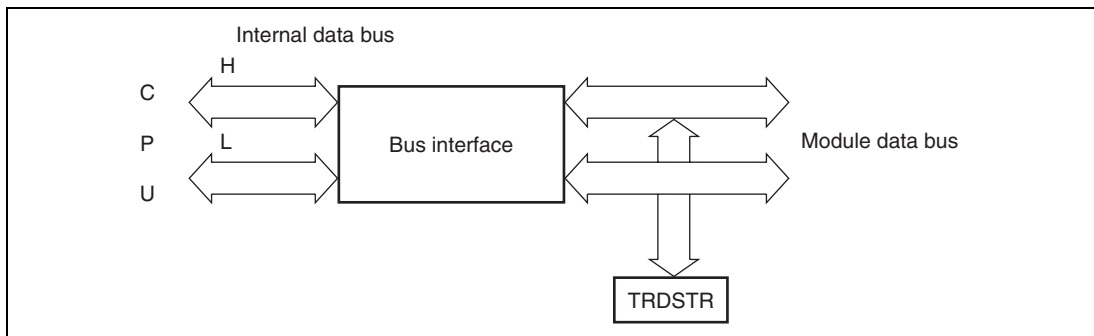 Internal data bus
H
C
P
U
L
Bus interface
Module data bus
TRDSTR